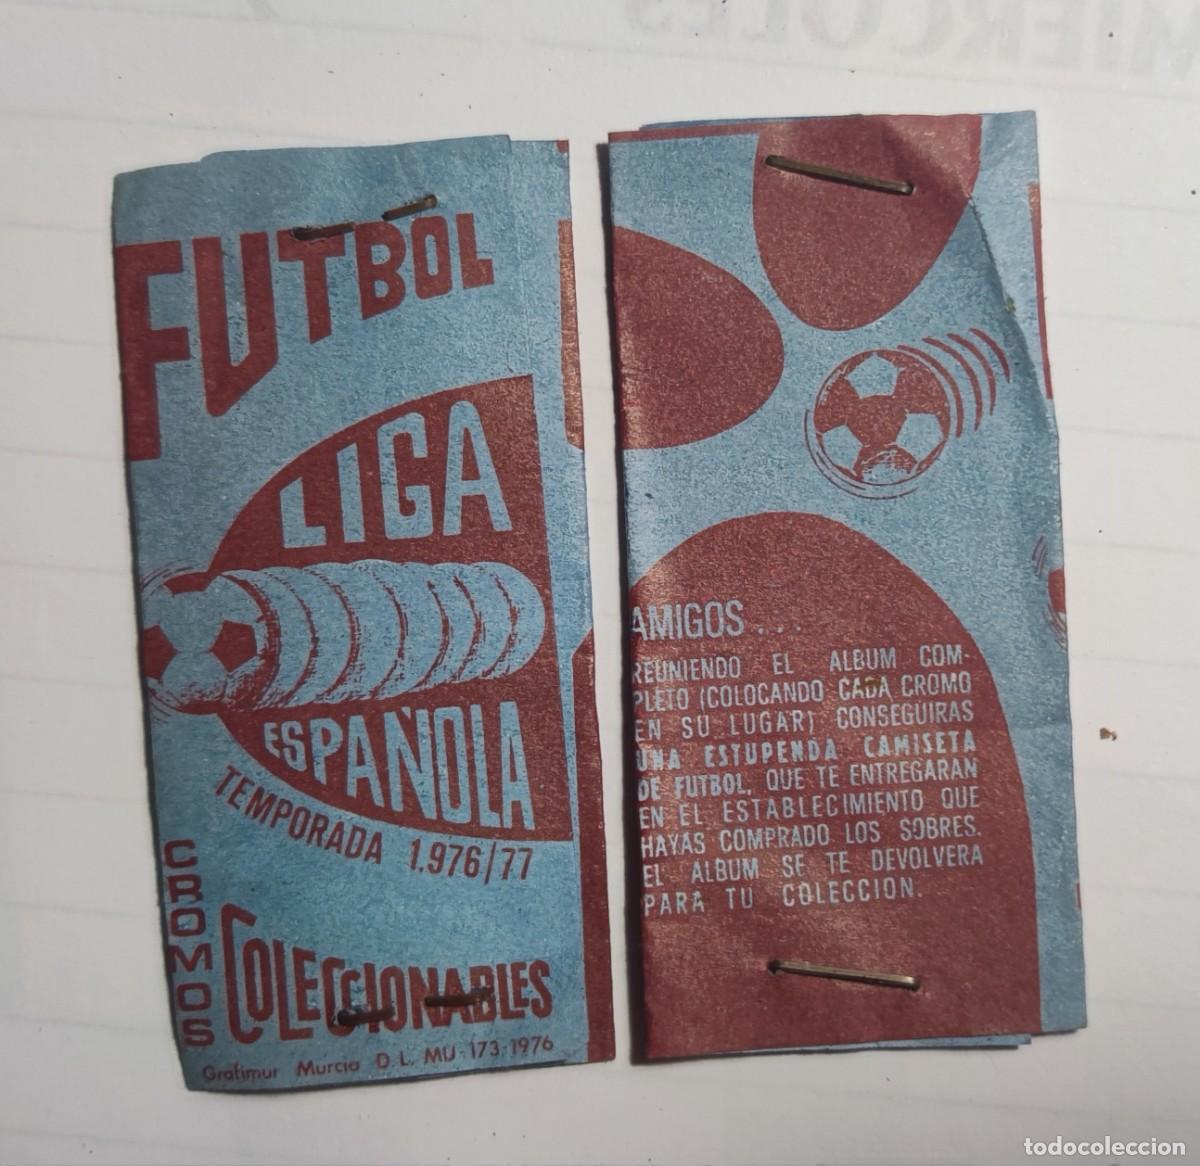 MIERCOLES
FUTBOL
LIGA
ESPAÑOLA
TEMPORADA 1.976/77
CROMOS
COLECCIONABLES
Grafimur Murcia D. L. MU-173-1976
AMIGOS . . .
REUNIENDO EL ALBUM COM-
PLETO (COLOCANDO CADA CROMO
EN SU LUGAR) CONSEGUIRAS
UNA ESTUPENDA CAMISETA
DE FUTBOL, QUE TE ENTREGARAN
EN EL ESTABLECIMIENTO QUE
HAYAS COMPRADO LOS SOBRES.
EL ALBUM SE TE DEVOLVERA
PARA TU COLECCION.
todocoleccion